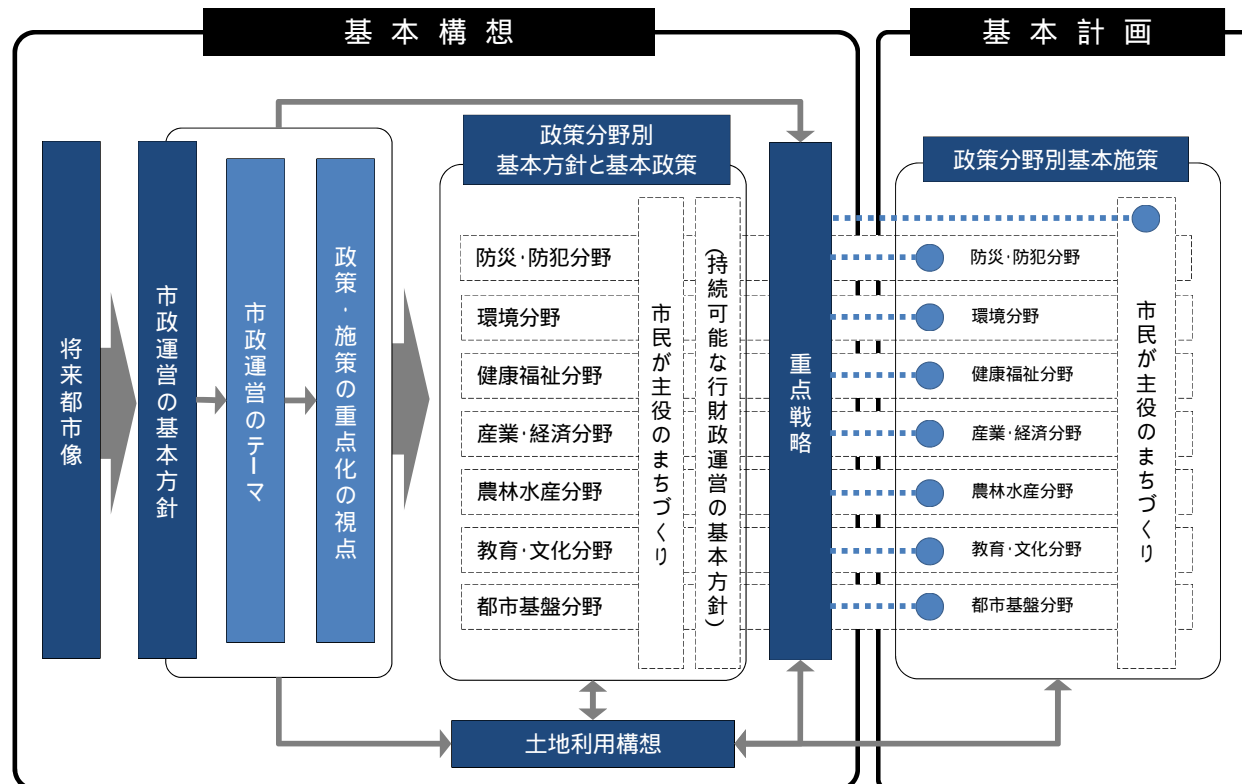 基本構想
基本計画
将来都市像
市政運営の基本方針
市政運営のテーマ
政策・施策の重点化の視点
政策分野別
基本方針と基本政策
防災・防犯分野
環境分野
健康福祉分野
産業・経済分野
農林水産分野
教育・文化分野
都市基盤分野
市民が主役のまちづくり
(持続可能な行財政運営の基本方針)
重点戦略
政策分野別基本施策
防災・防犯分野
環境分野
健康福祉分野
産業・経済分野
農林水産分野
教育・文化分野
都市基盤分野
市民が主役のまちづくり
土地利用構想